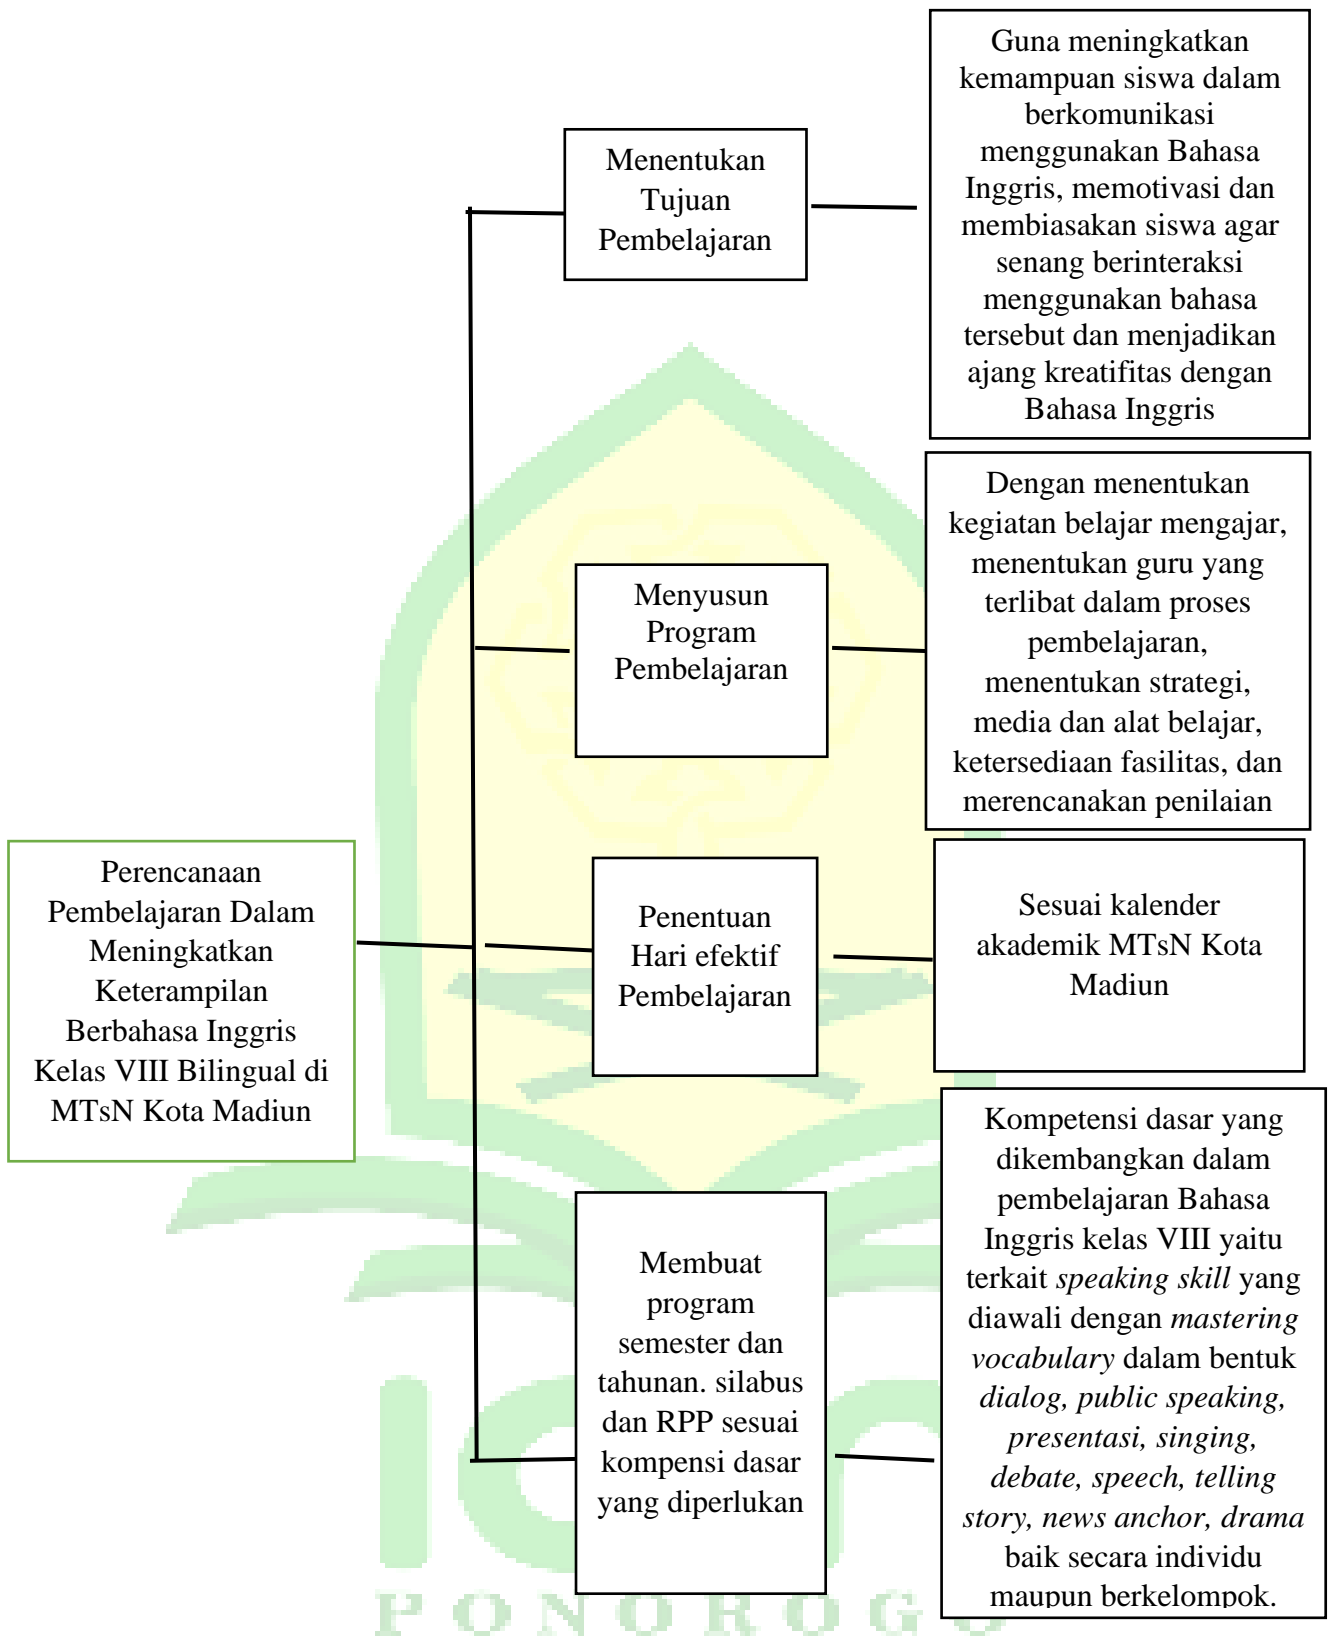 Guna meningkatkan
kemampuan siswa dalam
berkomunikasi
menggunakan Bahasa
Inggris, memotivasi dan
membiasakan siswa agar
senang berinteraksi
menggunakan bahasa
tersebut dan menjadikan
ajang kreatifitas dengan
Bahasa Inggris
Menentukan
Tujuan
Pembelajaran
Dengan menentukan
kegiatan belajar mengajar,
menentukan guru yang
terlibat dalam proses
pembelajaran,
menentukan strategi,
media dan alat belajar,
ketersediaan fasilitas, dan
merencanakan penilaian
Menyusun
Program
Pembelajaran
Perencanaan
Pembelajaran Dalam
Meningkatkan
Keterampilan
Berbahasa Inggris
Kelas VIII Bilingual di
MTsN Kota Madiun
Penentuan
Hari efektif
Pembelajaran
Sesuai kalender
akademik MTsN Kota
Madiun
Membuat
program
semester dan
tahunan. silabus
dan RPP sesuai
kompensi dasar
yang diperlukan
Kompetensi dasar yang
dikembangkan dalam
pembelajaran Bahasa
Inggris kelas VIII yaitu
terkait speaking skill yang
diawali dengan mastering
vocabulary dalam bentuk
dialog, public speaking,
presentasi, singing,
debate, speech, telling
story, news anchor, drama
baik secara individu
maupun berkelompok.
PONOROGO